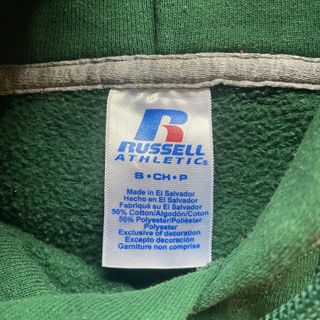 R
RUSSELL
ATHLETIC®
S • CH • P
Made in El Salvador
Hecho en El Salvador
Fabriqué au El Salvador
50% Cotton/Algodón/Coton
50% Polyester/Poliéster/
Polyester
Exclusive of decoration
Excepto decoración
Garniture non comprise